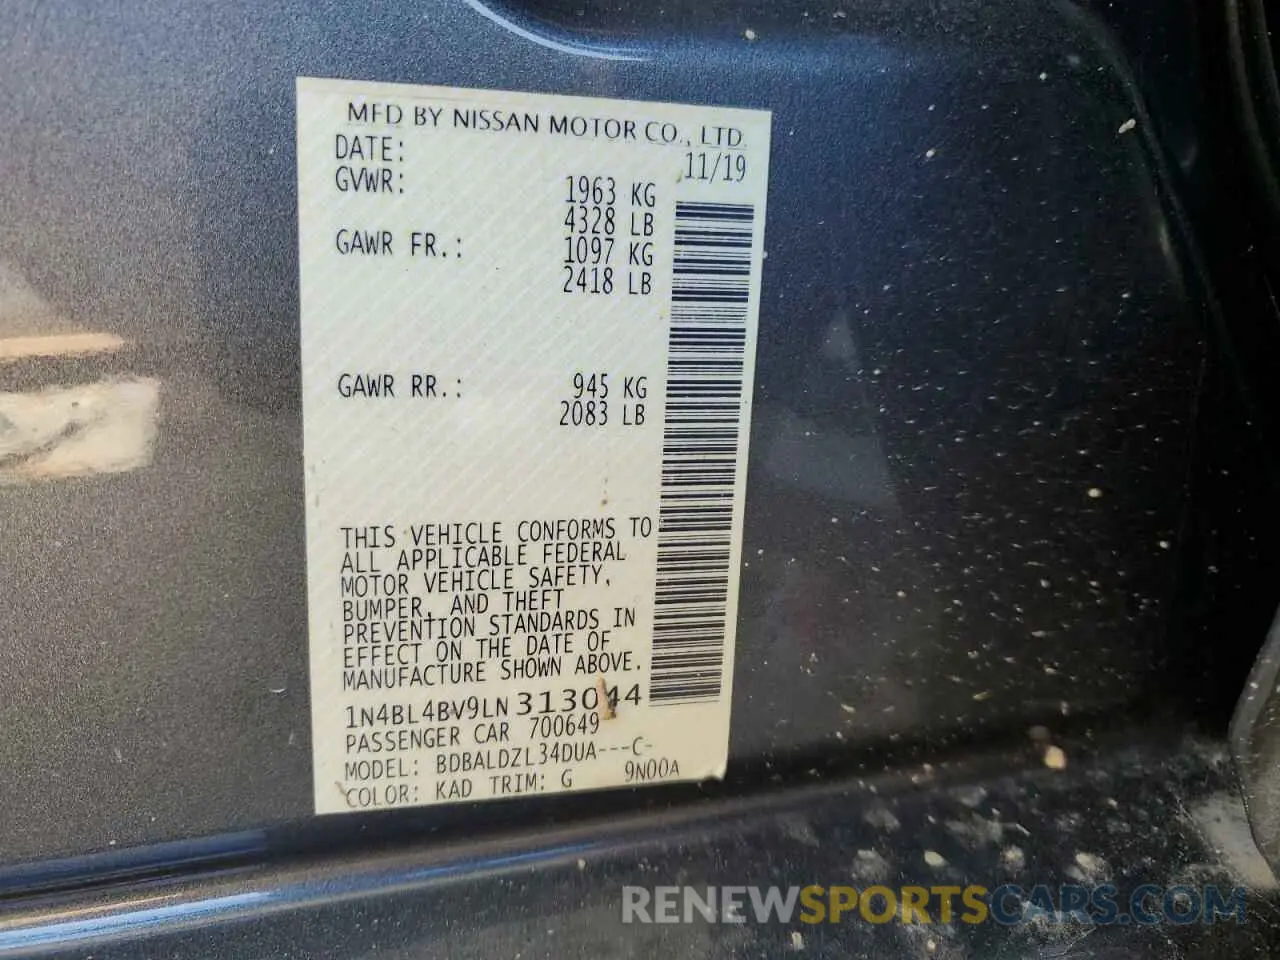 MFD BY NISSAN MOTOR CO., LTD.
DATE: 11/19
GVWR: 1963 KG
4328 LB
GAWR FR.: 1097 KG
2418 LB
GAWR RR.: 945 KG
2083 LB
THIS VEHICLE CONFORMS TO
ALL APPLICABLE FEDERAL
MOTOR VEHICLE SAFETY,
BUMPER, AND THEFT
PREVENTION STANDARDS IN
EFFECT ON THE DATE OF
MANUFACTURE SHOWN ABOVE.
1N4BL4BV9LN313044
PASSENGER CAR 700649
MODEL: BDBALDZL34DUA---C-
COLOR: KAD TRIM: G 9N00A
RENEWSPORTSCARS.COM